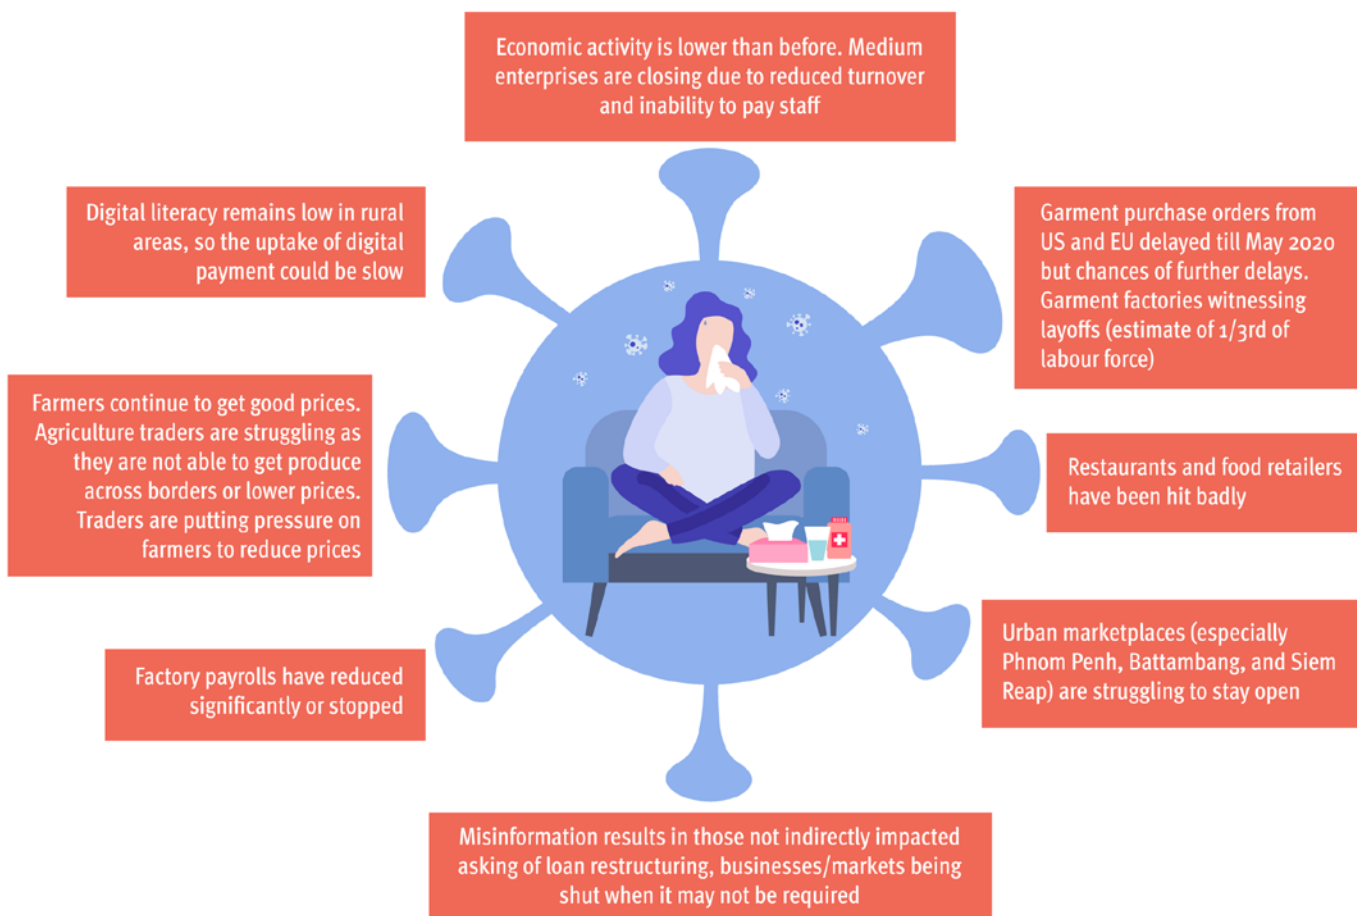 Economic activity is lower than before. Medium
enterprises are closing due to reduced turnover
and inability to pay staff
Digital literacy remains low in rural
areas, so the uptake of digital
payment could be slow
Garment purchase orders from
US and EU delayed till May 2020
but chances of further delays.
Garment factories witnessing
layoffs (estimate of 1/3rd of
labour force)
Farmers continue to get good prices.
Agriculture traders are struggling as
they are not able to get produce
across borders or lower prices.
Traders are putting pressure on
farmers to reduce prices
Restaurants and food retailers
have been hit badly
Factory payrolls have reduced
significantly or stopped
Urban marketplaces (especially
Phnom Penh, Battambang, and Siem
Reap) are struggling to stay open
Misinformation results in those not indirectly impacted
asking of loan restructuring, businesses/markets being
shut when it may not be required